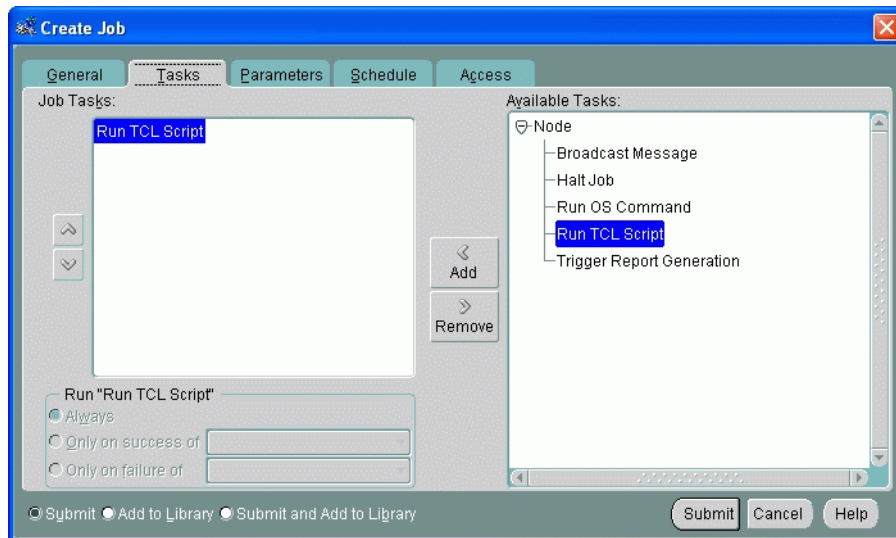 Create Job
General
Tasks
Parameters
Schedule
Access
Job Tasks:
Run TCL Script
Available Tasks:
Node
Broadcast Message
Halt Job
Run OS Command
Run TCL Script
Trigger Report Generation
Add
Remove
Run "Run TCL Script"
Always
Only on success of
Only on failure of
Submit
Add to Library
Submit and Add to Library
Submit
Cancel
Help